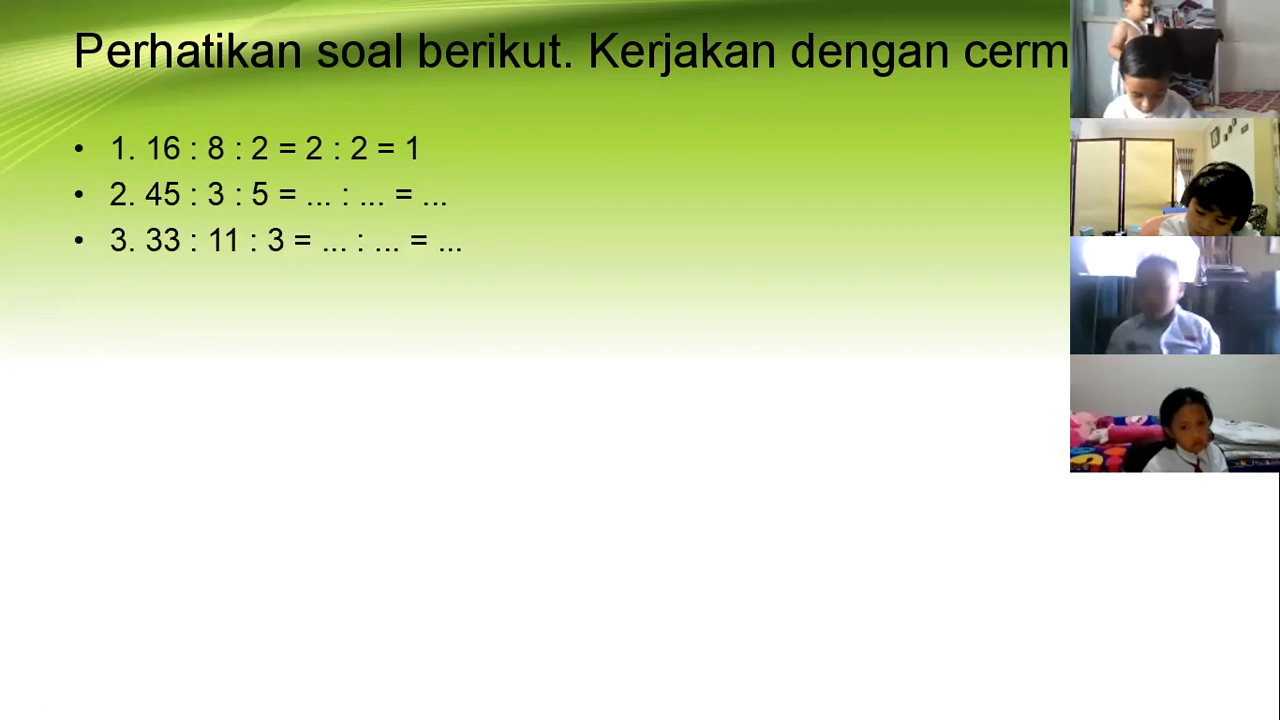 Perhatikan soal berikut. Kerjakan dengan cerm
• 1. 16 : 8 : 2 = 2 : 2 = 1
• 2. 45 : 3 : 5 = ... : ... = ...
• 3. 33 : 11 : 3 = ... : ... = ...